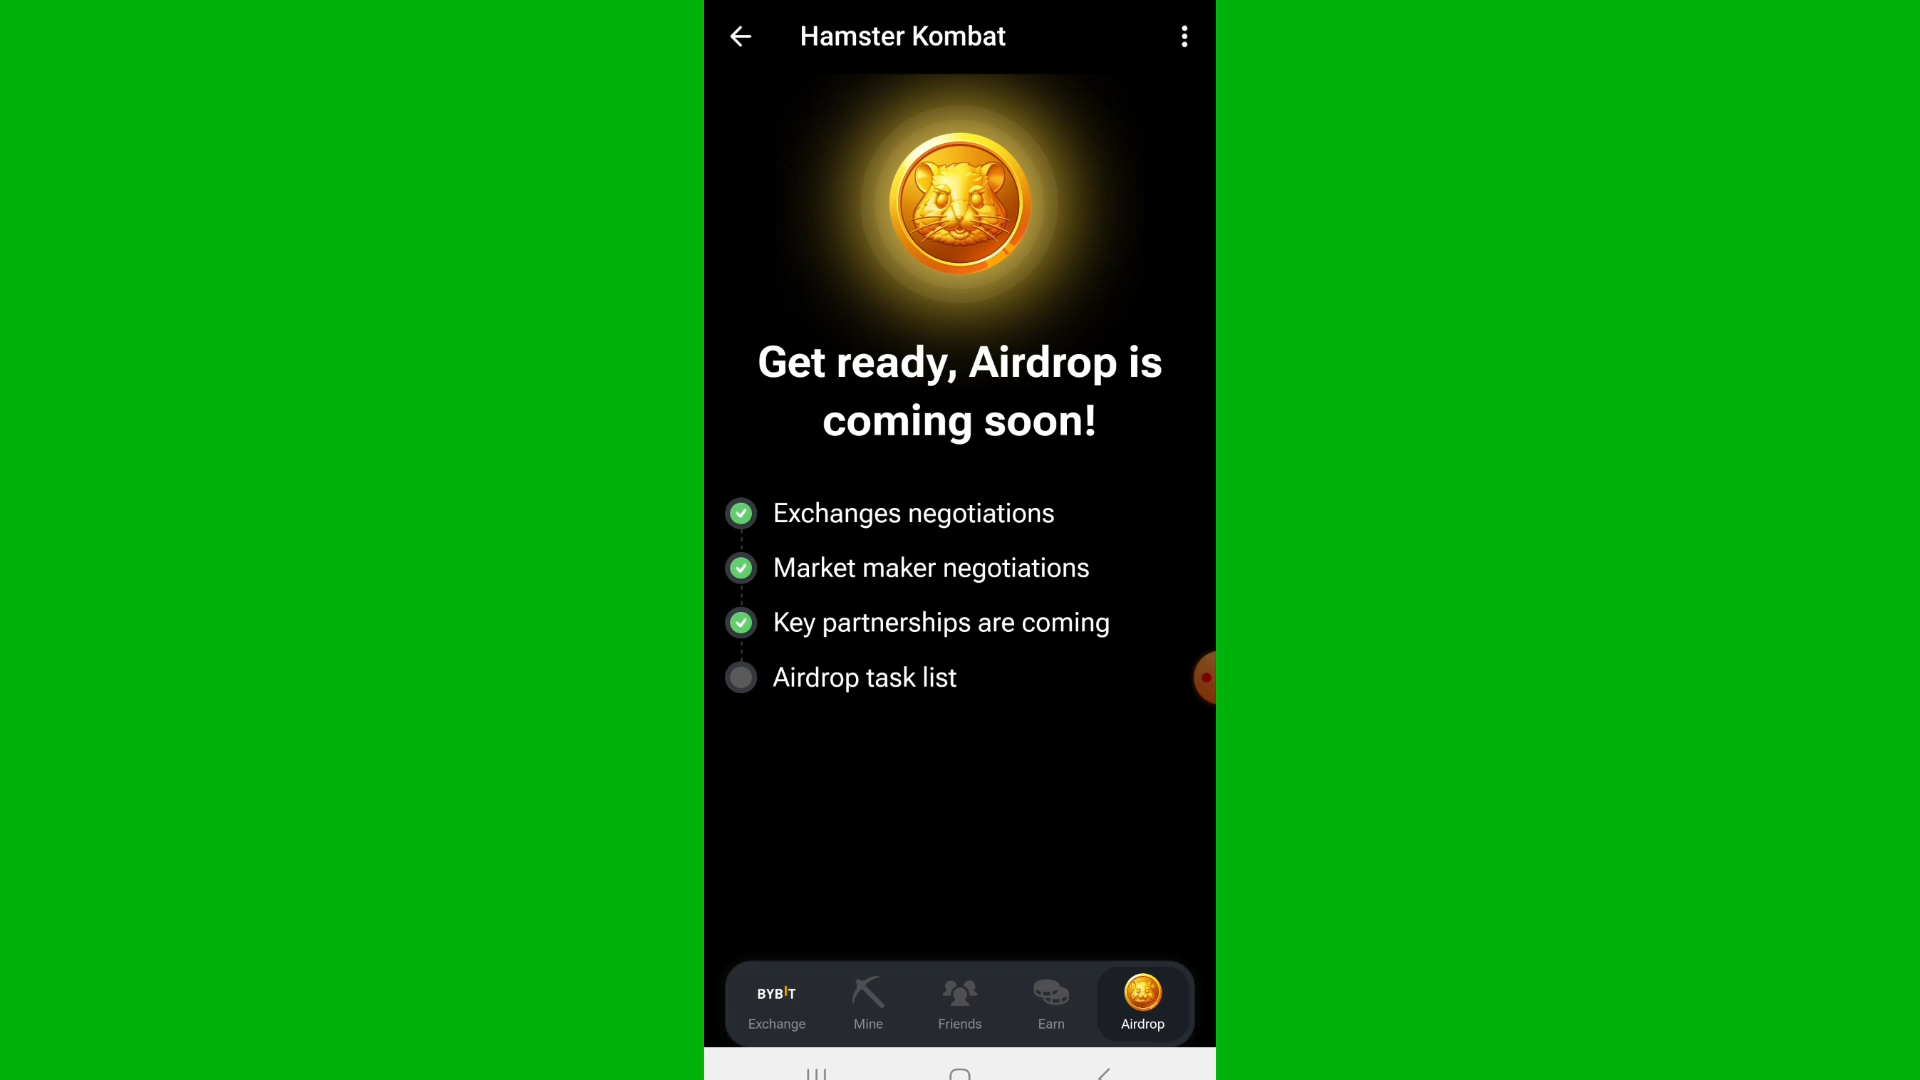 Hamster Kombat
Get ready, Airdrop is
coming soon!
Exchanges negotiations
Market maker negotiations
Key partnerships are coming
Airdrop task list
BYBIT
Exchange
Mine
Friends
Earn
Airdrop